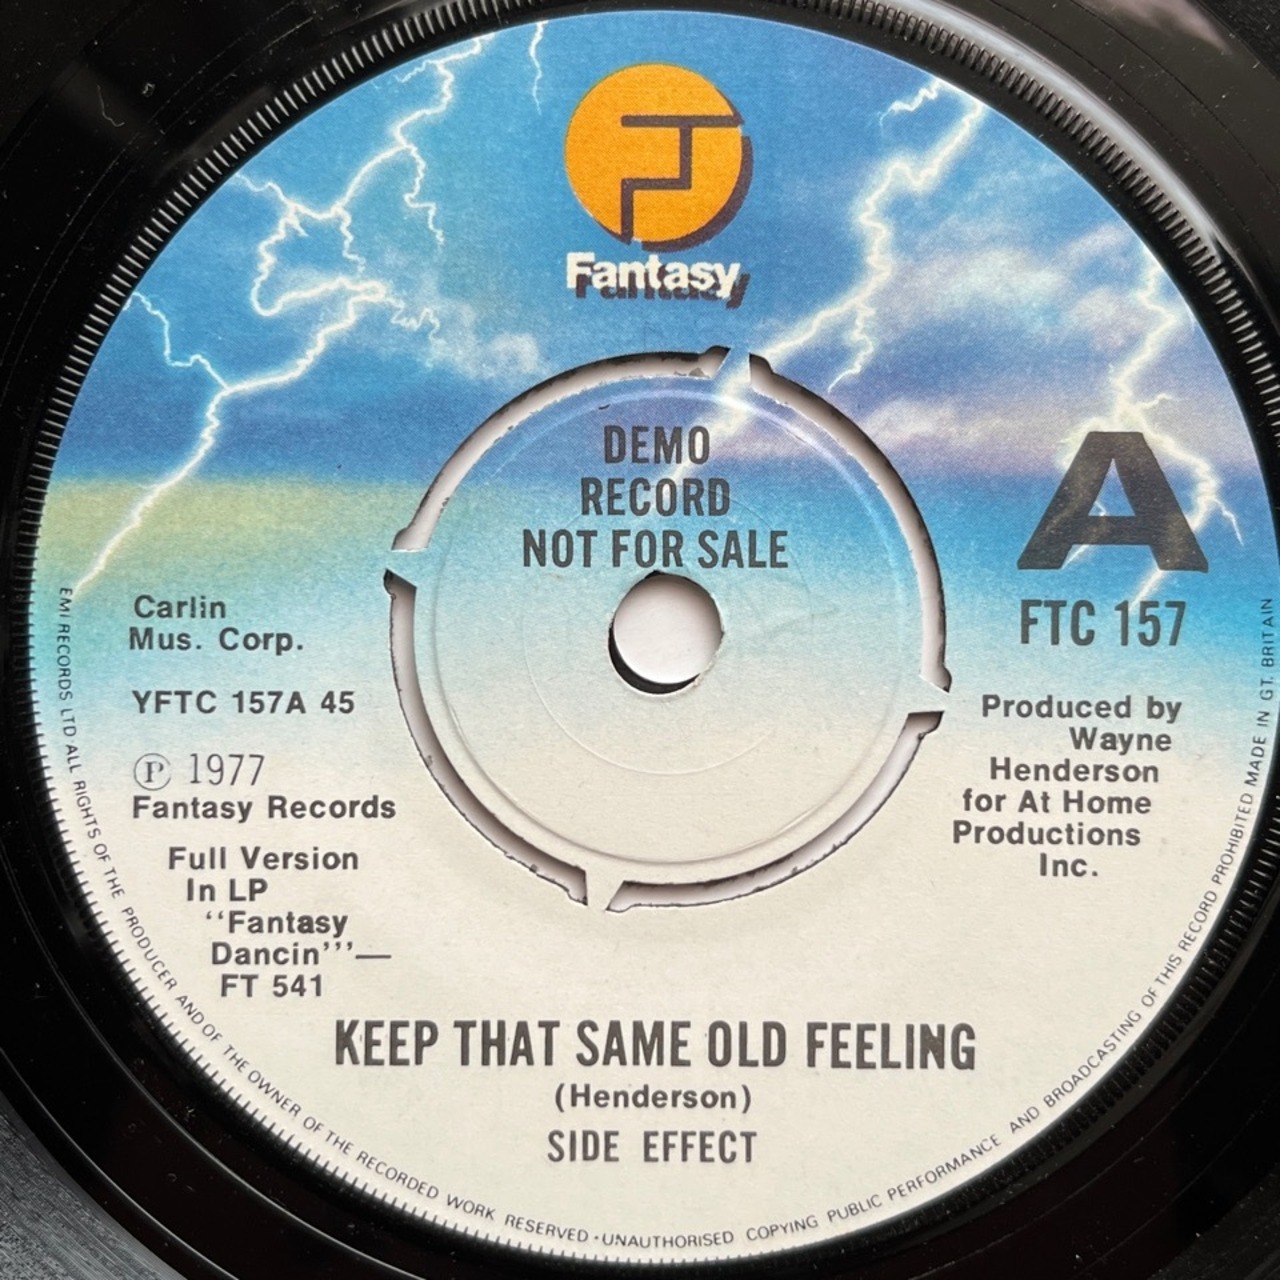 Fantasy
DEMO
RECORD
NOT FOR SALE
A
FTC 157
Carlin
Mus. Corp.
YFTC 157A 45
Ⓟ 1977
Fantasy Records
Full Version
In LP
‘‘Fantasy
Dancin’’’—
FT 541
Produced by
Wayne
Henderson
for At Home
Productions
Inc.
KEEP THAT SAME OLD FEELING
(Henderson)
SIDE EFFECT
EMI RECORDS LTD ALL RIGHTS OF THE PRODUCER AND OF THE OWNER OF THE RECORDED WORK RESERVED · UNAUTHORISED COPYING PUBLIC PERFORMANCE AND BROADCASTING OF THIS RECORD PROHIBITED MADE IN GT. BRITAIN